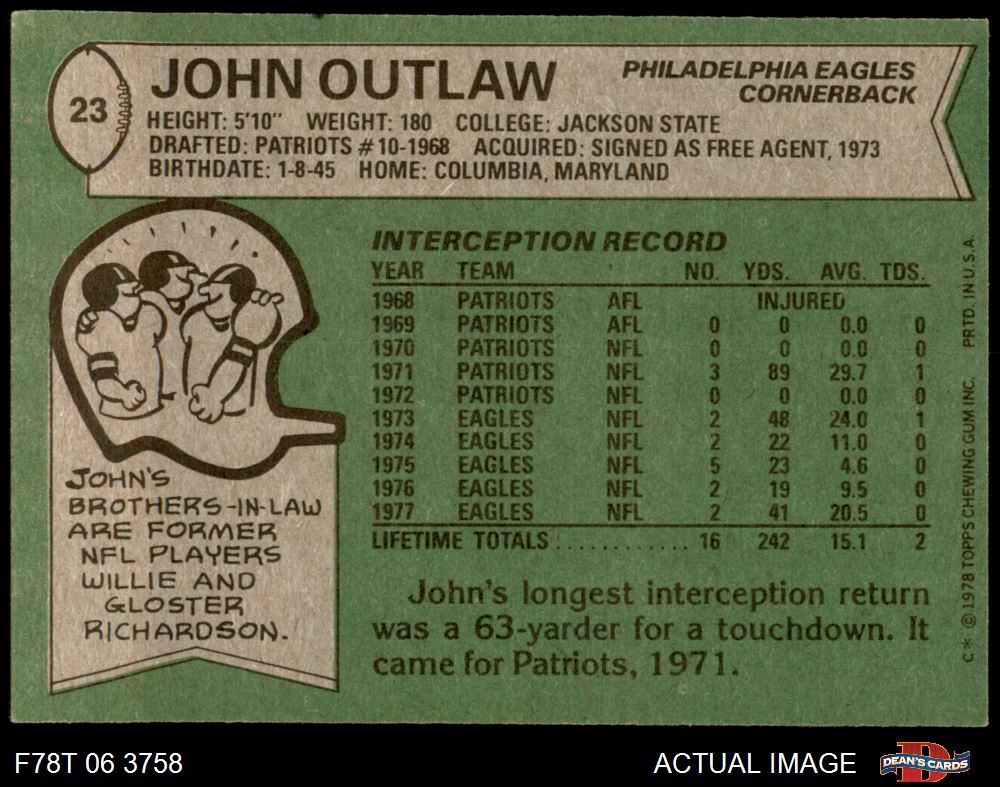 23
JOHN OUTLAW
PHILADELPHIA EAGLES
CORNERBACK
HEIGHT: 5'10" WEIGHT: 180 COLLEGE: JACKSON STATE
DRAFTED: PATRIOTS #10-1968 ACQUIRED: SIGNED AS FREE AGENT, 1973
BIRTHDATE: 1-8-45 HOME: COLUMBIA, MARYLAND
JOHN'S
BROTHERS-IN-LAW
ARE FORMER
NFL PLAYERS
WILLIE AND
GLOSTER
RICHARDSON.
INTERCEPTION RECORD
YEAR TEAM NO. YDS. AVG. TDS.
1968 PATRIOTS AFL INJURED
1969 PATRIOTS AFL 0 0 0.0 0
1970 PATRIOTS NFL 0 0 0.0 0
1971 PATRIOTS NFL 3 89 29.7 1
1972 PATRIOTS NFL 0 0 0.0 0
1973 EAGLES NFL 2 48 24.0 1
1974 EAGLES NFL 2 22 11.0 0
1975 EAGLES NFL 5 23 4.6 0
1976 EAGLES NFL 2 19 9.5 0
1977 EAGLES NFL 2 41 20.5 0
LIFETIME TOTALS............ 16 242 15.1 2
John's longest interception return
was a 63-yarder for a touchdown. It
came for Patriots, 1971.
C* © 1978 TOPPS CHEWING GUM INC. PRTD. IN U.S.A.
F78T 06 3758
ACTUAL IMAGE
DEAN'S CARDS